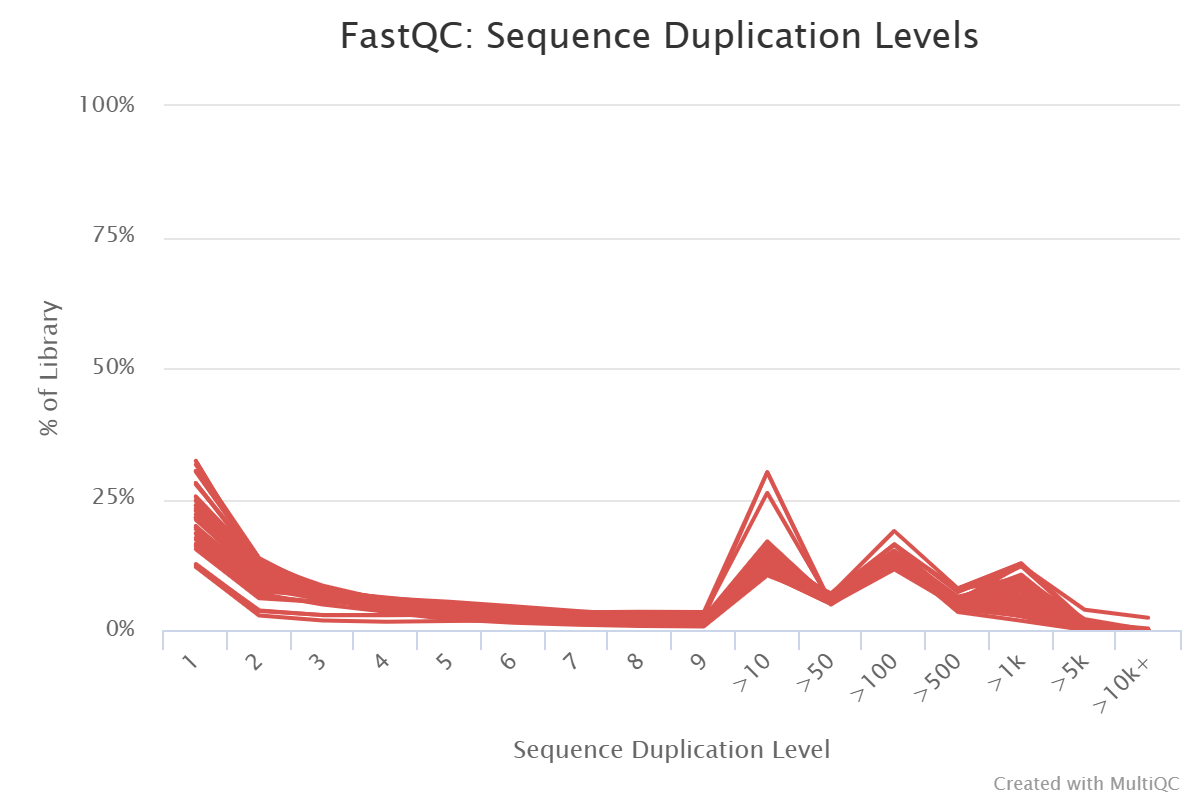 FastQC: Sequence Duplication Levels
100%
75%
50%
25%
0%
% of Library
1 2 3 4 5 6 7 8 9 >10 >50 >100 >500 >1k >5k >10k+
Sequence Duplication Level
Created with MultiQC